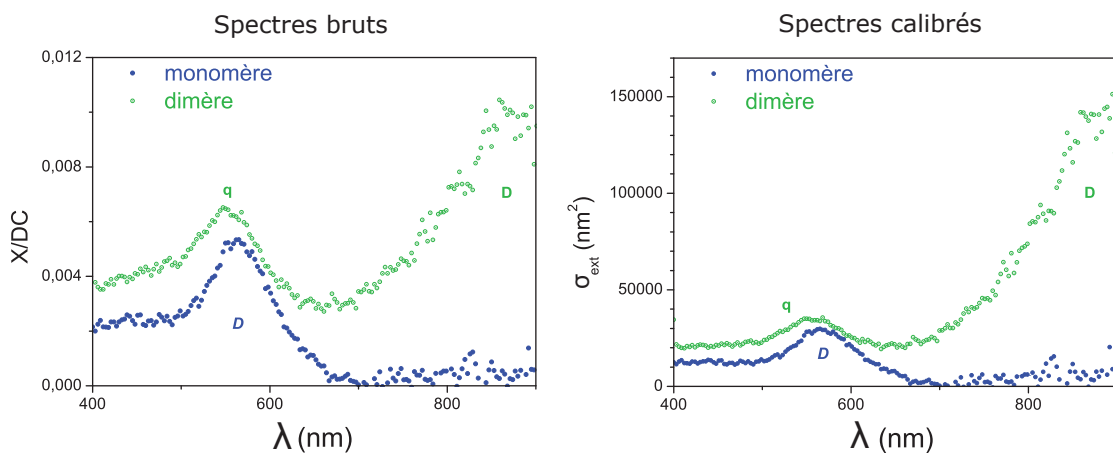 Spectres bruts
0,012
0,008
0,004
0,000
X/DC
monomère
dimère
q
D
D
400
600
800
λ (nm)
Spectres calibrés
150000
100000
50000
0
σext (nm²)
monomère
dimère
q
D
D
400
600
800
λ (nm)